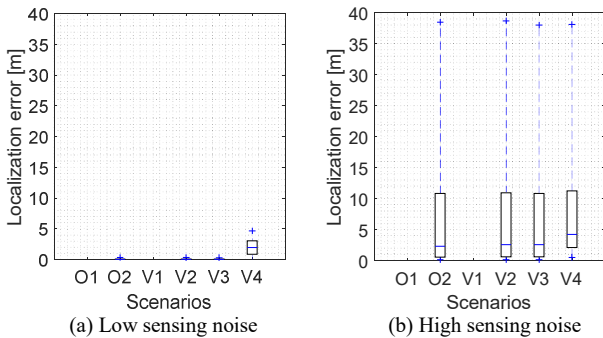 Localization error [m]
40
35
30
25
20
15
10
5
0
O1 O2 V1 V2 V3 V4
Scenarios
(a) Low sensing noise
Localization error [m]
40
35
30
25
20
15
10
5
0
O1 O2 V1 V2 V3 V4
Scenarios
(b) High sensing noise